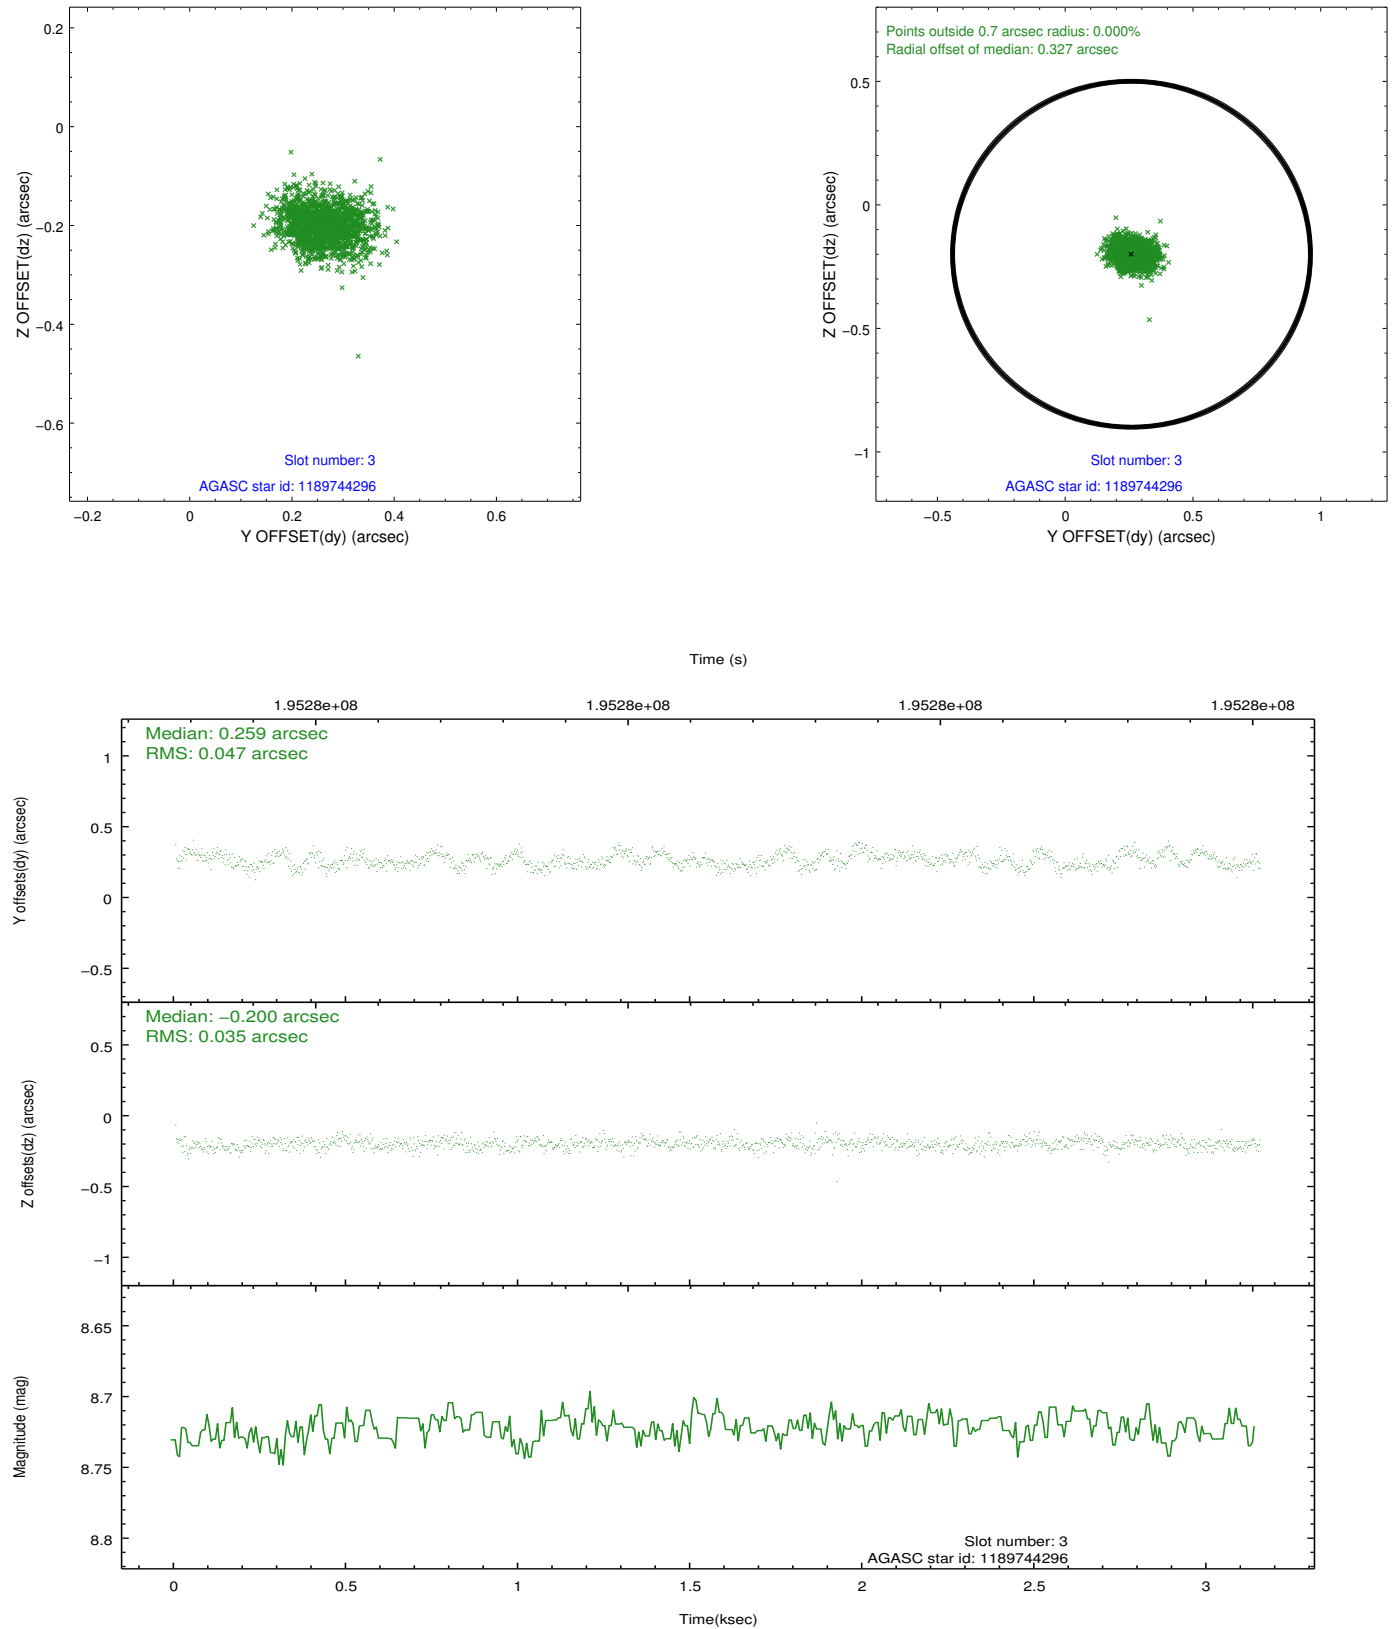 0.2
0
−0.2
−0.4
−0.6
Z OFFSET(dz) (arcsec)
Slot number: 3
AGASC star id: 1189744296
−0.2
0
0.2
0.4
0.6
Y OFFSET(dy) (arcsec)
Points outside 0.7 arcsec radius: 0.000%
Radial offset of median: 0.327 arcsec
0.5
0
−0.5
−1
Z OFFSET(dz) (arcsec)
Slot number: 3
AGASC star id: 1189744296
−0.5
0
0.5
1
Y OFFSET(dy) (arcsec)
Time (s)
1.9528e+08
1.9528e+08
1.9528e+08
1.9528e+08
Median: 0.259 arcsec
RMS: 0.047 arcsec
1
0.5
0
−0.5
Y offsets(dy) (arcsec)
Median: −0.200 arcsec
RMS: 0.035 arcsec
0.5
0
−0.5
−1
Z offsets(dz) (arcsec)
8.65
8.7
8.75
8.8
Magnitude (mag)
Slot number: 3
AGASC star id: 1189744296
0
0.5
1
1.5
2
2.5
3
Time(ksec)